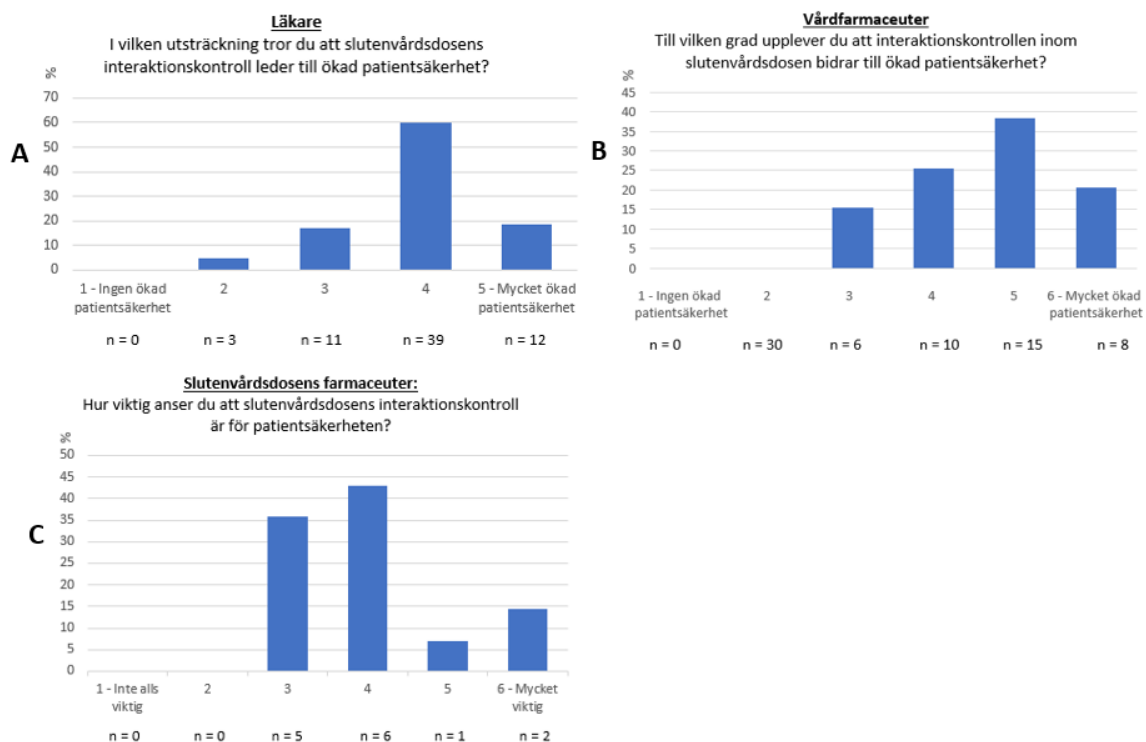 Läkare
I vilken utsträckning tror du att slutenvårdsdosens
interaktionskontroll leder till ökad patientsäkerhet?
%
70
60
50
40
30
20
10
0
A
1 - Ingen ökad
patientsäkerhet
2
3
4
5 - Mycket ökad
patientsäkerhet
n = 0 n = 3 n = 11 n = 39 n = 12
Vårdfarmaceuter
Till vilken grad upplever du att interaktionskontrollen inom
slutenvårdsdosen bidrar till ökad patientsäkerhet?
%
45
40
35
30
25
20
15
10
5
0
B
1 - Ingen ökad
patientsäkerhet
2
3
4
5
6 - Mycket ökad
patientsäkerhet
n = 0 n = 30 n = 6 n = 10 n = 15 n = 8
Slutenvårdsdosens farmaceuter:
Hur viktig anser du att slutenvårdsdosens interaktionskontroll
är för patientsäkerheten?
%
50
45
40
35
30
25
20
15
10
5
0
C
1 - Inte alls
viktig
2
3
4
5
6 - Mycket
viktig
n = 0 n = 0 n = 5 n = 6 n = 1 n = 2